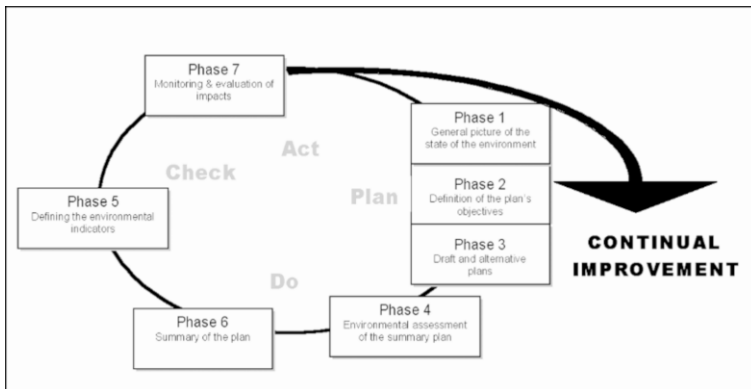 Phase 7
Monitoring & evaluation of
impacts
Phase 1
General picture of the
state of the environment
Act
Check
Plan
Phase 2
Definition of the plan's
objectives
Phase 5
Defining the environmental
indicators
Phase 3
Draft and alternative
plans
CONTINUAL
IMPROVEMENT
Do
Phase 4
Environmental assessment
of the summary plan
Phase 6
Summary of the plan